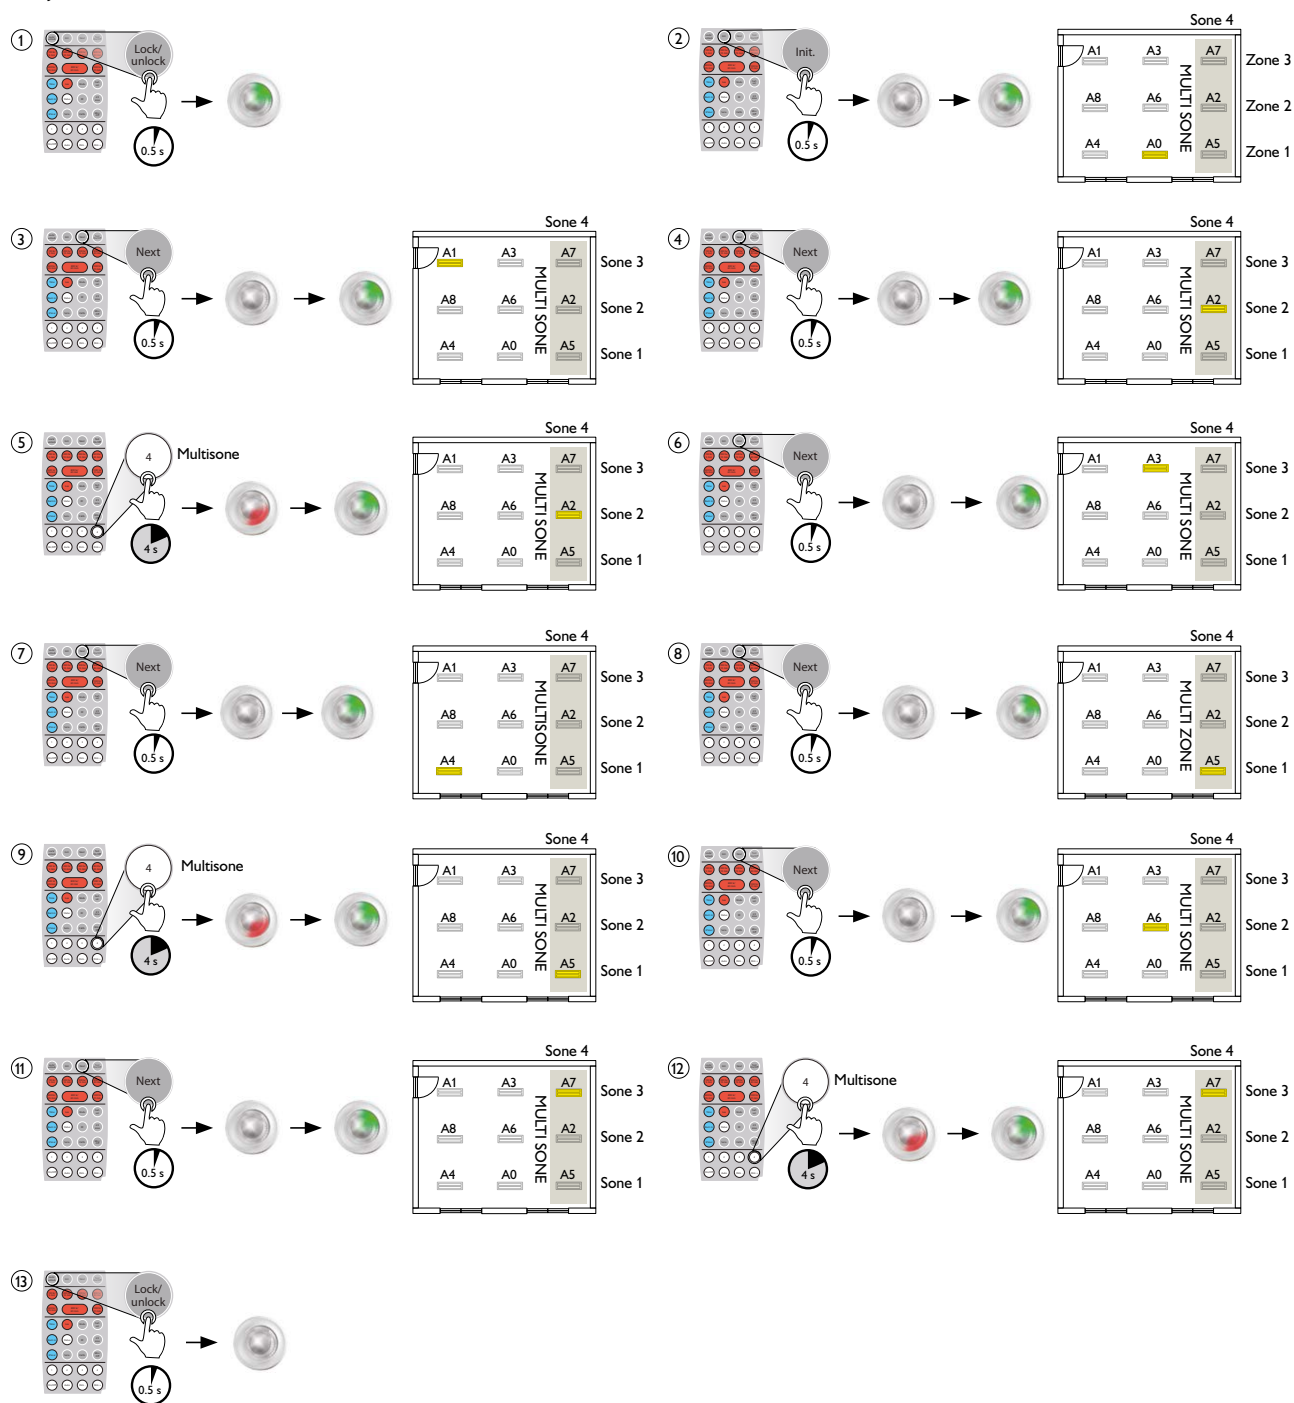 1
Lock/
unlock
0.5 s
2
Init.
0.5 s
Sone 4
A1 A3 A7 Zone 3
A8 A6 A2 Zone 2
A4 A0 A5 Zone 1
MULTI SONE
3
Next
0.5 s
Sone 4
A1 A3 A7 Sone 3
A8 A6 A2 Sone 2
A4 A0 A5 Sone 1
MULTI SONE
4
Next
0.5 s
Sone 4
A1 A3 A7 Sone 3
A8 A6 A2 Sone 2
A4 A0 A5 Sone 1
MULTI SONE
5
4 Multisone
4 s
Sone 4
A1 A3 A7 Sone 3
A8 A6 A2 Sone 2
A4 A0 A5 Sone 1
MULTI SONE
6
Next
0.5 s
Sone 4
A1 A3 A7 Sone 3
A8 A6 A2 Sone 2
A4 A0 A5 Sone 1
MULTI SONE
7
Next
0.5 s
Sone 4
A1 A3 A7 Sone 3
A8 A6 A2 Sone 2
A4 A0 A5 Sone 1
MULTISONE
8
Next
0.5 s
Sone 4
A1 A3 A7 Sone 3
A8 A6 A2 Sone 2
A4 A0 A5 Sone 1
MULTI ZONE
9
4 Multisone
4 s
Sone 4
A1 A3 A7 Sone 3
A8 A6 A2 Sone 2
A4 A0 A5 Sone 1
MULTI SONE
10
Next
0.5 s
Sone 4
A1 A3 A7 Sone 3
A8 A6 A2 Sone 2
A4 A0 A5 Sone 1
MULTI SONE
11
Next
0.5 s
Sone 4
A1 A3 A7 Sone 3
A8 A6 A2 Sone 2
A4 A0 A5 Sone 1
MULTI SONE
12
4 Multisone
4 s
Sone 4
A1 A3 A7 Sone 3
A8 A6 A2 Sone 2
A4 A0 A5 Sone 1
MULTI SONE
13
Lock/
unlock
0.5 s